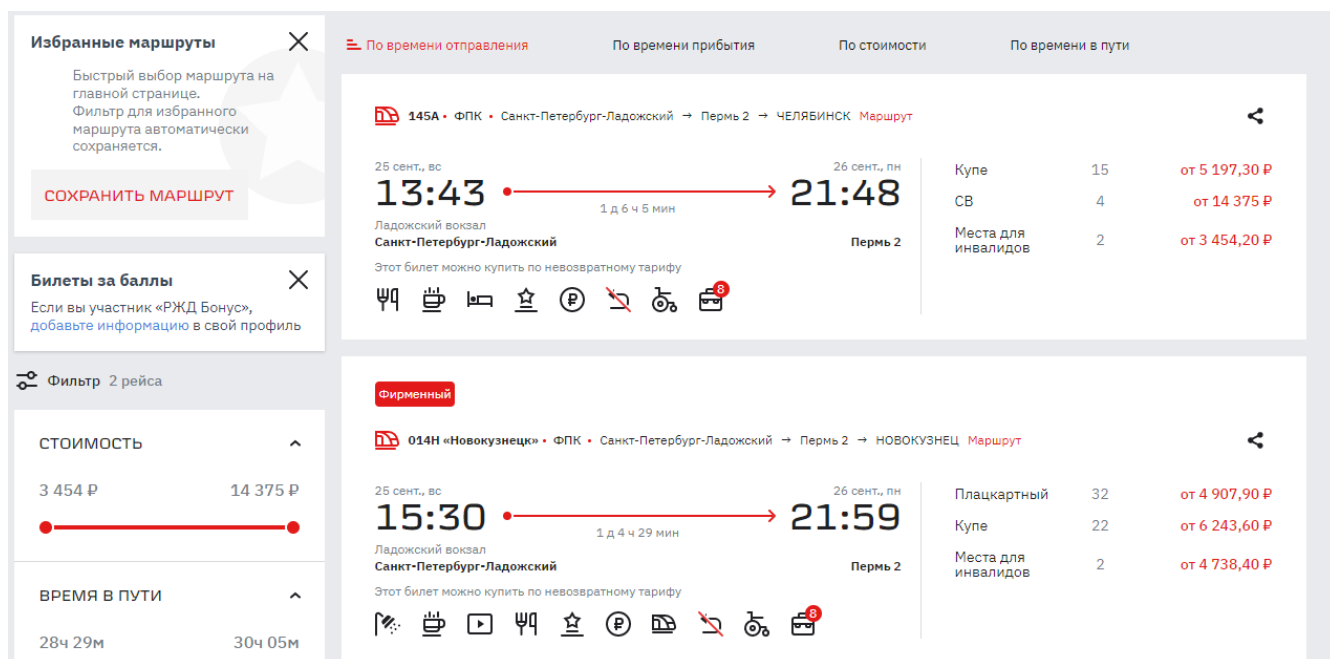 Избранные маршруты
Быстрый выбор маршрута на
главной странице.
Фильтр для избранного
маршрута автоматически
сохраняется.
СОХРАНИТЬ МАРШРУТ
Билеты за баллы
Если вы участник «РЖД Бонус»,
добавьте информацию в свой профиль
Фильтр 2 рейса
СТОИМОСТЬ
3 454 ₽ 14 375 ₽
ВРЕМЯ В ПУТИ
28ч 29м 30ч 05м
По времени отправления По времени прибытия По стоимости По времени в пути
145А • ФПК • Санкт-Петербург-Ладожский → Пермь 2 → ЧЕЛЯБИНСК Маршрут
25 сент., вс 26 сент., пн
13:43 21:48
1 д 6 ч 5 мин
Ладожский вокзал
Санкт-Петербург-Ладожский Пермь 2
Этот билет можно купить по невозвратному тарифу
8
Купе 15 от 5 197,30 ₽
СВ 4 от 14 375 ₽
Места для
инвалидов 2 от 3 454,20 ₽
Фирменный
014Н «Новокузнецк» • ФПК • Санкт-Петербург-Ладожский → Пермь 2 → НОВОКУЗНЕЦ Маршрут
25 сент., вс 26 сент., пн
15:30 21:59
1 д 4 ч 29 мин
Ладожский вокзал
Санкт-Петербург-Ладожский Пермь 2
Этот билет можно купить по невозвратному тарифу
8
Плацкартный 32 от 4 907,90 ₽
Купе 22 от 6 243,60 ₽
Места для
инвалидов 2 от 4 738,40 ₽